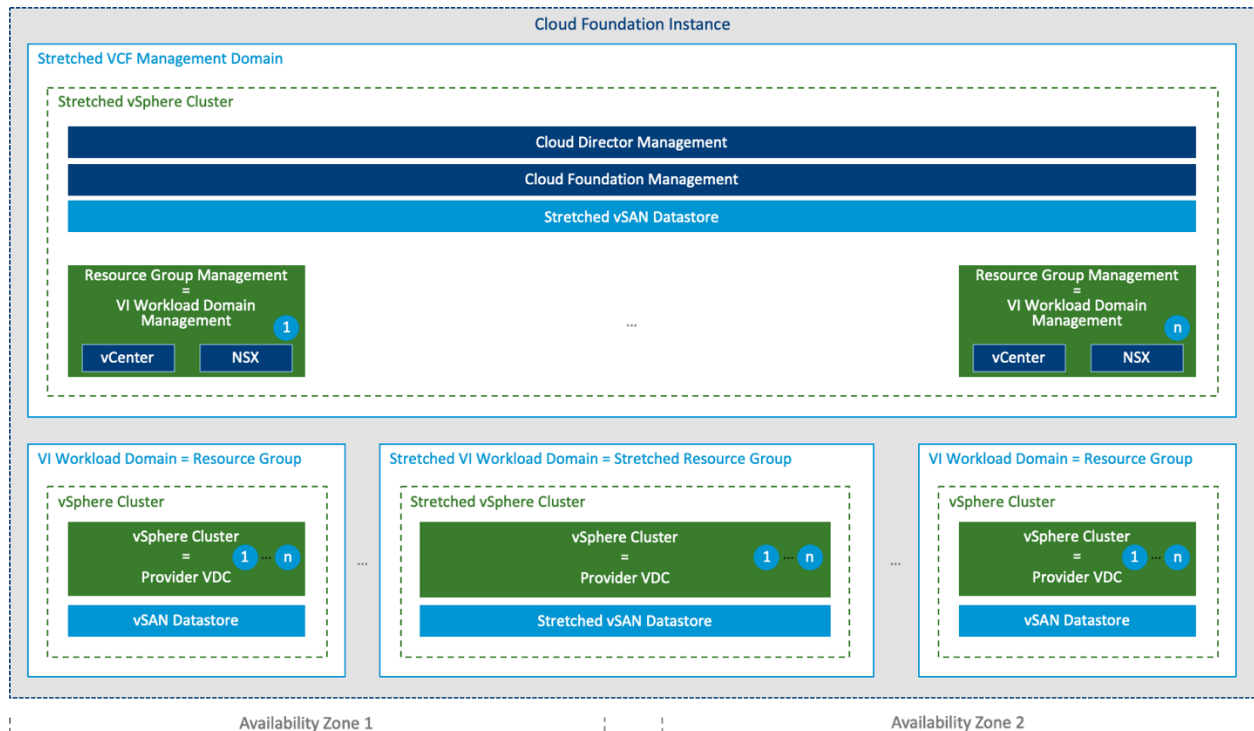 Cloud Foundation Instance
Stretched VCF Management Domain
Stretched vSphere Cluster
Cloud Director Management
Cloud Foundation Management
Stretched vSAN Datastore
Resource Group Management
=
VI Workload Domain
Management
1
vCenter
NSX
...
Resource Group Management
=
VI Workload Domain
Management
n
vCenter
NSX
VI Workload Domain = Resource Group
vSphere Cluster
vSphere Cluster
=
Provider VDC
1 ... n
vSAN Datastore
...
Stretched VI Workload Domain = Stretched Resource Group
Stretched vSphere Cluster
vSphere Cluster
=
Provider VDC
1 ... n
Stretched vSAN Datastore
...
VI Workload Domain = Resource Group
vSphere Cluster
vSphere Cluster
=
Provider VDC
1 ... n
vSAN Datastore
Availability Zone 1
Availability Zone 2